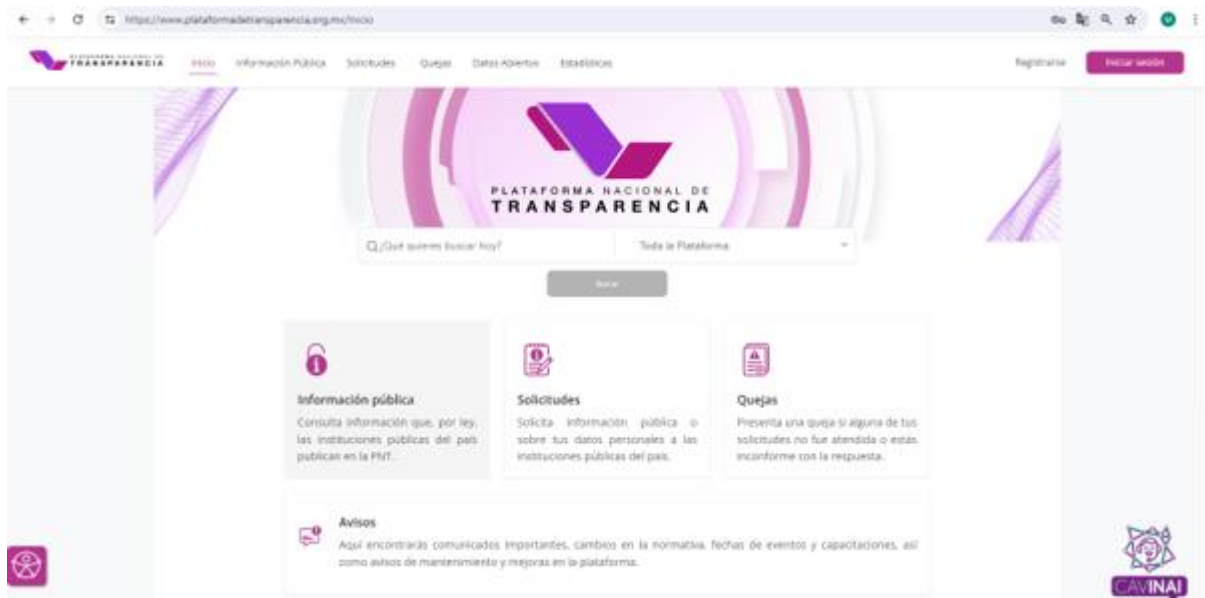 https://www.plataformadetransparencia.org.mx/Inicio
PLATAFORMA NACIONAL DE
TRANSPARENCIA
Inicio
Información Pública
Solicitudes
Quejas
Datos Abiertos
Estadísticas
Registrarse
Iniciar sesión
PLATAFORMA NACIONAL DE
TRANSPARENCIA
¿Qué quieres buscar hoy?
Toda la Plataforma
Buscar
Información pública
Consulta información que, por ley,
las instituciones públicas del país
publican en la PNT.
Solicitudes
Solicita información pública o
sobre tus datos personales a las
instituciones públicas del país.
Quejas
Presenta una queja si alguna de tus
solicitudes no fue atendida o estás
inconforme con la respuesta.
Avisos
Aquí encontrarás comunicados importantes, cambios en la normativa, fechas de eventos y capacitaciones, así
como avisos de mantenimiento y mejoras en la plataforma.
CAVINAI